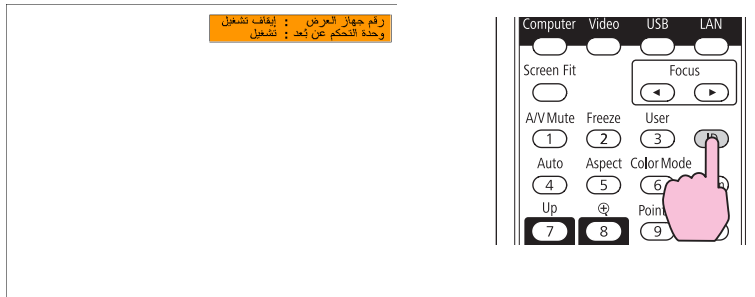 رقم جهاز العرض : إيقاف تشغيل
وحدة التحكم عن بُعد : تشغيل
Computer Video USB LAN
Screen Fit Focus
A/V Mute Freeze User
1 2 3 ID
Auto Aspect Color Mode
4 5 6
Up
7 8 9